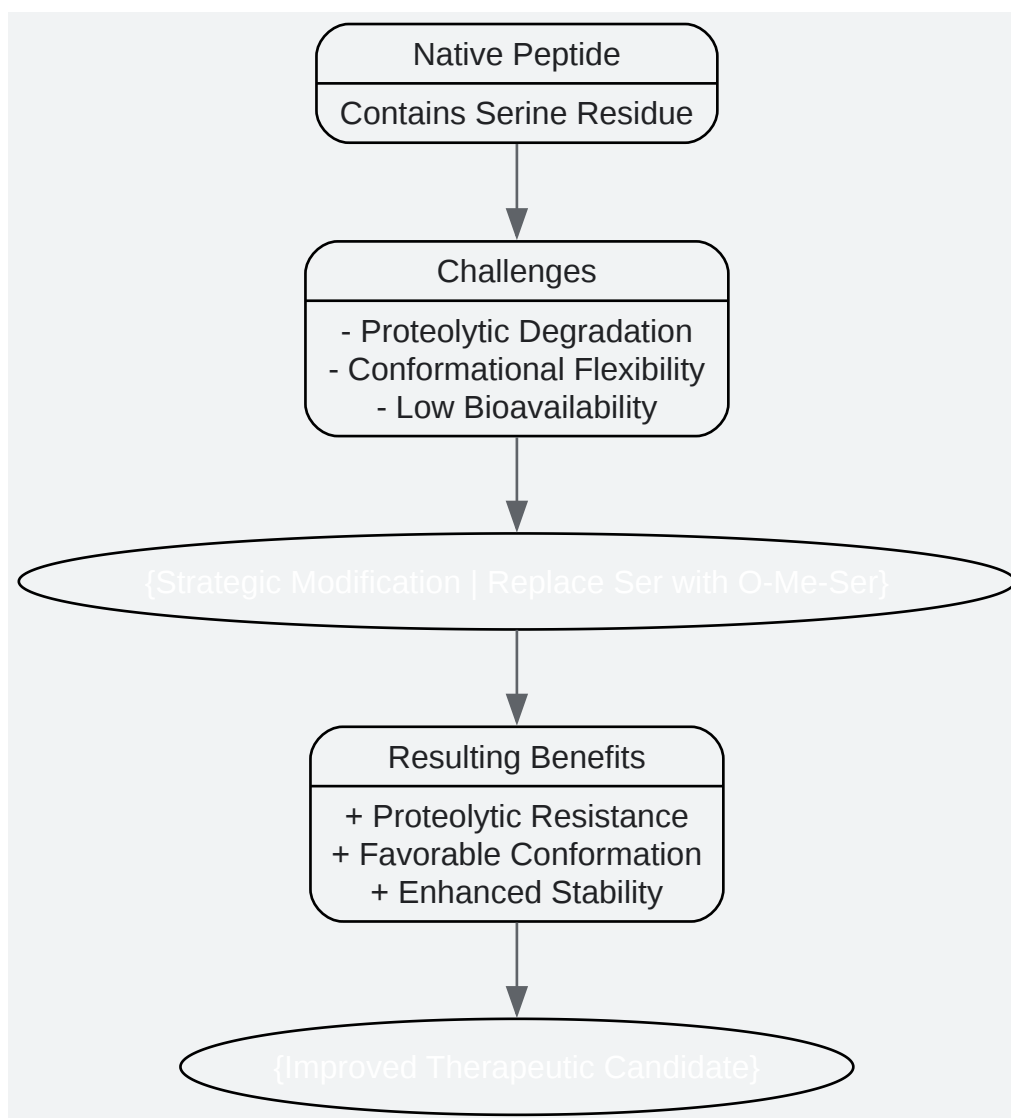 Native Peptide
Contains Serine Residue
Challenges
- Proteolytic Degradation
- Conformational Flexibility
- Low Bioavailability
{Strategic Modification | Replace Ser with O-Me-Ser}
Resulting Benefits
+ Proteolytic Resistance
+ Favorable Conformation
+ Enhanced Stability
{Improved Therapeutic Candidate}